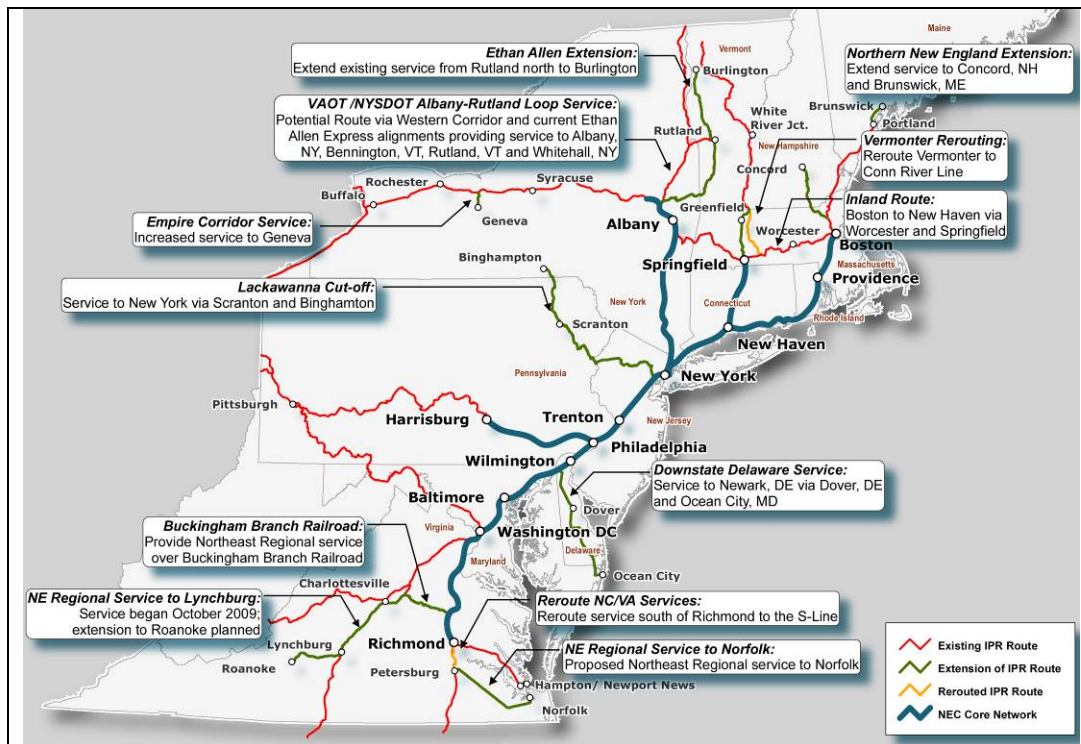 Maine
Ethan Allen Extension:
Extend existing service from Rutland north to Burlington
Vermont
Burlington
Northern New England Extension:
Extend service to Concord, NH
and Brunswick, ME
VAOT /NYSDOT Albany-Rutland Loop Service:
Potential Route via Western Corridor and current Ethan
Allen Express alignments providing service to Albany,
NY, Bennington, VT, Rutland, VT and Whitehall, NY
White
River Jct.
Brunswick
Portland
Rutland
New Hampshire
Vermonter Rerouting:
Reroute Vermonter to
Conn River Line
Concord
Syracuse
Rochester
Buffalo
Geneva
Empire Corridor Service:
Increased service to Geneva
Greenfield
Albany
Worcester
Inland Route:
Boston to New Haven via
Worcester and Springfield
Boston
Binghampton
Springfield
Massachusetts
Providence
Lackawanna Cut-off:
Service to New York via Scranton and Binghamton
New York
Connecticut
Rhode Island
Scranton
New Haven
Pennsylvania
New York
Pittsburgh
Harrisburg
Trenton
New Jersey
Philadelphia
Wilmington
Downstate Delaware Service:
Service to Newark, DE via Dover, DE
and Ocean City, MD
Baltimore
Dover
Buckingham Branch Railroad:
Provide Northeast Regional service
over Buckingham Branch Railroad
Virginia
Washington DC
Delaware
Maryland
Ocean City
Charlottesville
NE Regional Service to Lynchburg:
Service began October 2009;
extension to Roanoke planned
Reroute NC/VA Services:
Reroute service south of Richmond to the S-Line
Richmond
Lynchburg
Roanoke
Petersburg
NE Regional Service to Norfolk:
Proposed Northeast Regional service to Norfolk
Hampton/ Newport News
Norfolk
Existing IPR Route
Extension of IPR Route
Rerouted IPR Route
NEC Core Network